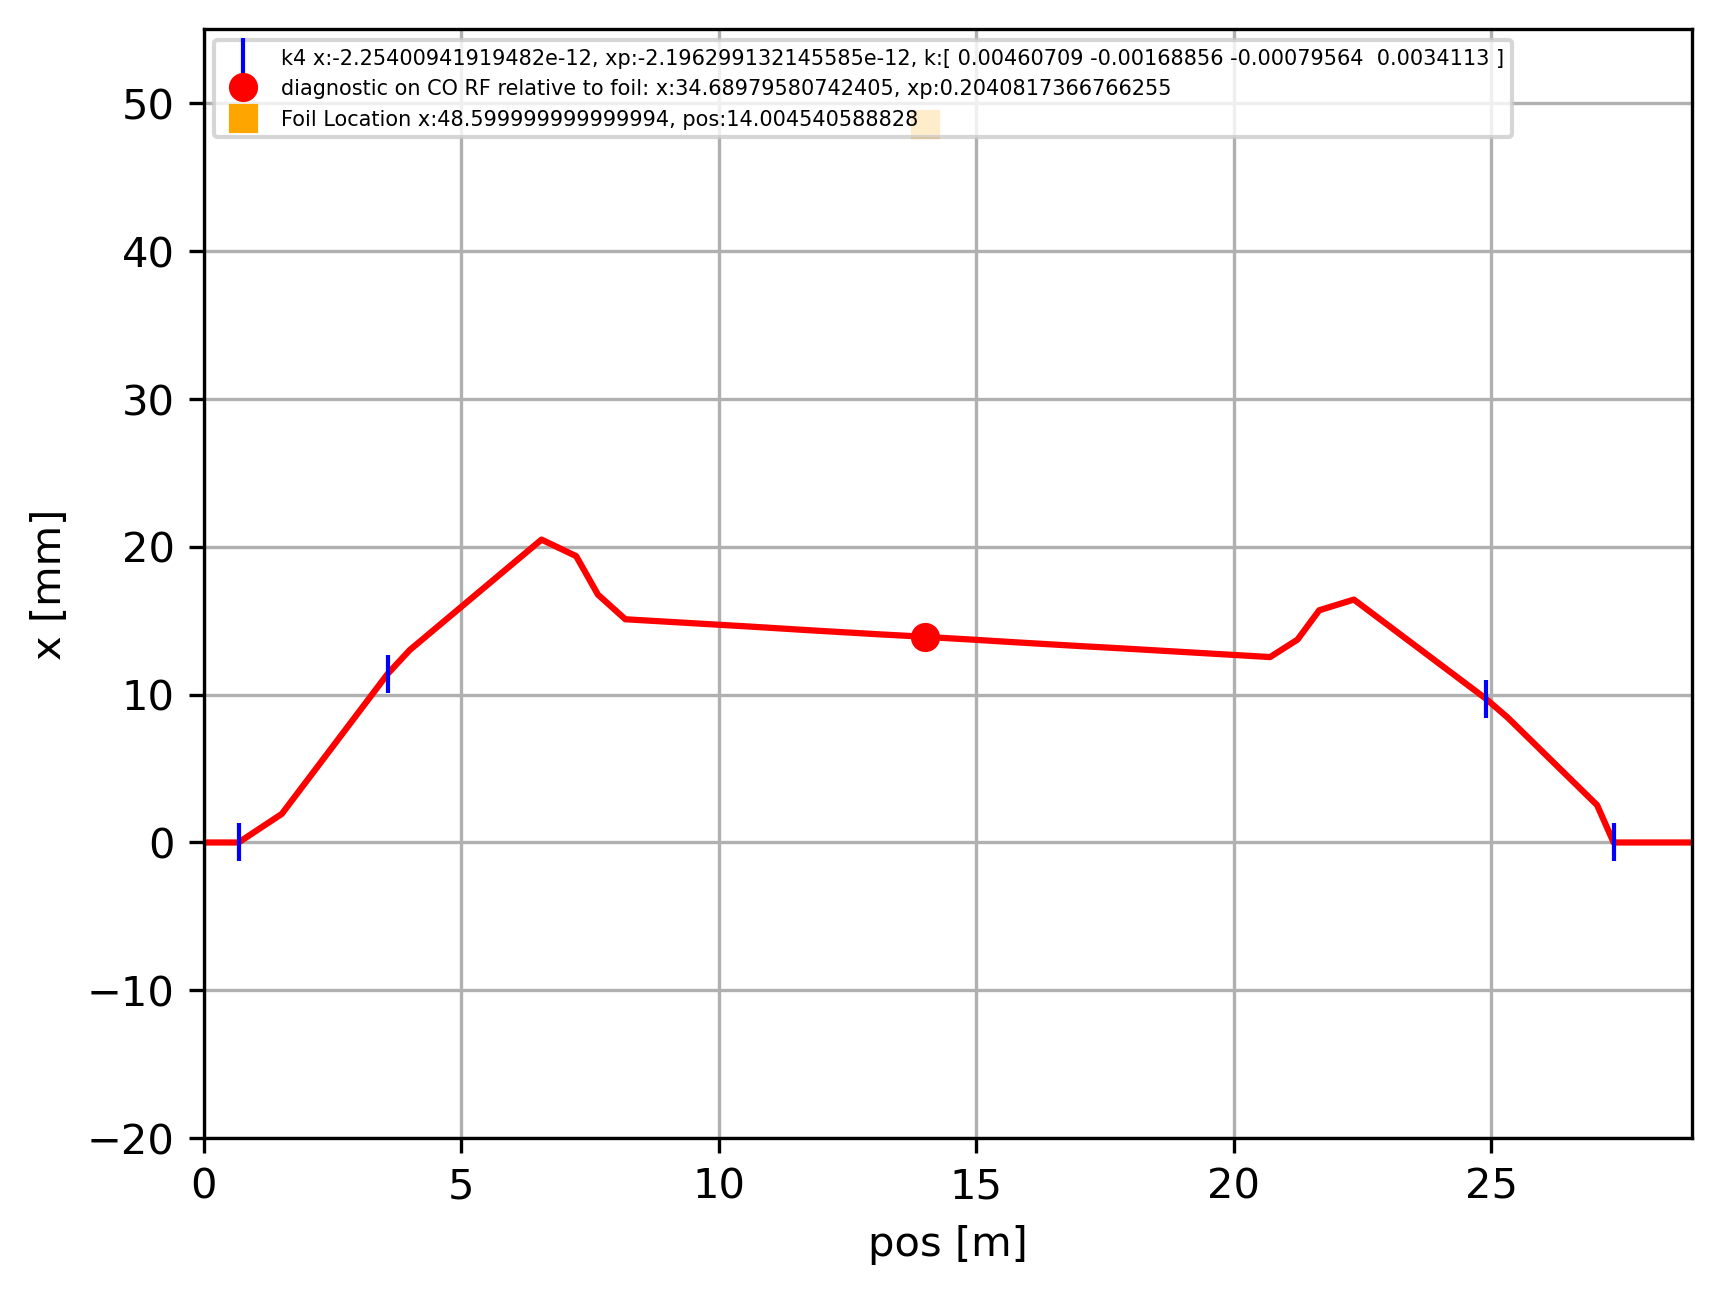 k4 x:-2.25400941919482e-12, xp:-2.196299132145585e-12, k:[ 0.00460709 -0.00168856 -0.00079564  0.0034113 ]
diagnostic on CO RF relative to foil: x:34.68979580742405, xp:0.2040817366766255
Foil Location x:48.599999999999994, pos:14.004540588828
50
40
30
20
10
0
−10
−20
x [mm]
0 5 10 15 20 25
pos [m]